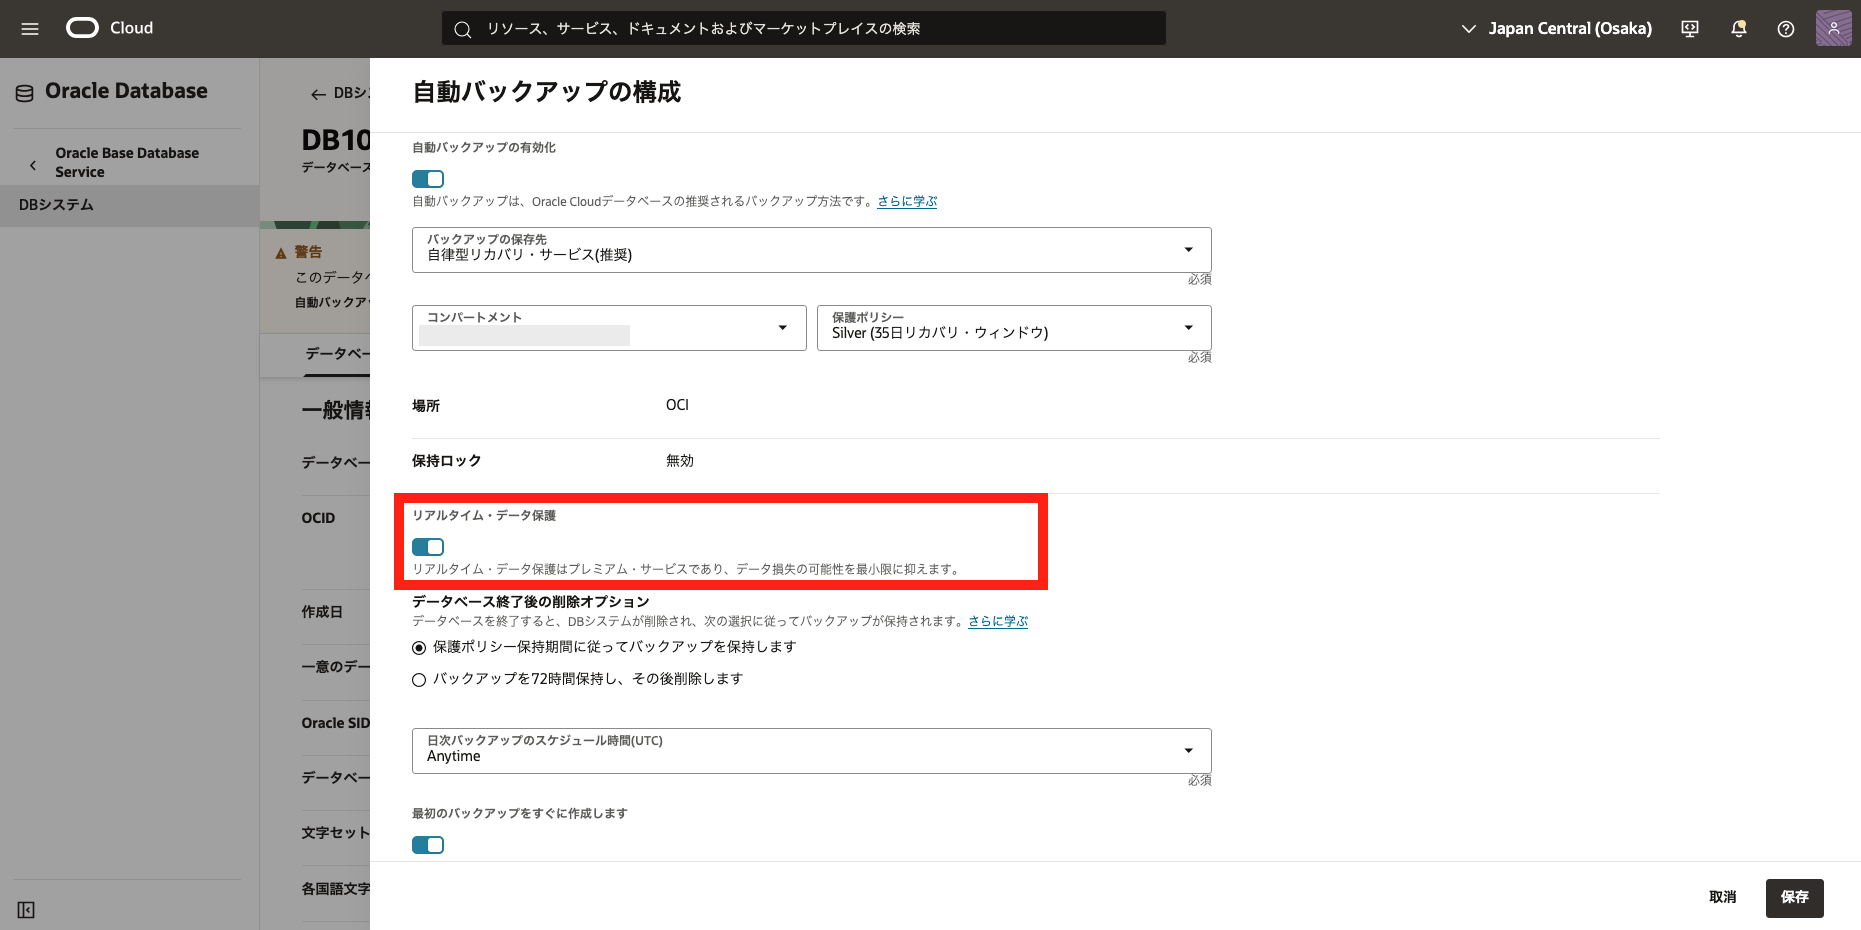 Cloud
リソース、サービス、ドキュメントおよびマーケットプレイスの検索
Japan Central (Osaka)
Oracle Database
Oracle Base Database
Service
DBシステム
DB10
データベース
警告
このデータ
自動バックア
データベー
一般情
データベー
OCID
作成日
一意のデー
Oracle SID
データベー
文字セット
各国語文字
自動バックアップの構成
自動バックアップの有効化
自動バックアップは、Oracle Cloudデータベースの推奨されるバックアップ方法です。さらに学ぶ
バックアップの保存先
自律型リカバリ・サービス(推奨)
必須
コンパートメント
保護ポリシー
Silver (35日リカバリ・ウィンドウ)
必須
場所 OCI
保持ロック 無効
リアルタイム・データ保護
リアルタイム・データ保護はプレミアム・サービスであり、データ損失の可能性を最小限に抑えます。
データベース終了後の削除オプション
データベースを終了すると、DBシステムが削除され、次の選択に従ってバックアップが保持されます。さらに学ぶ
保護ポリシー保持期間に従ってバックアップを保持します
バックアップを72時間保持し、その後削除します
日次バックアップのスケジュール時間(UTC)
Anytime
必須
最初のバックアップをすぐに作成します
取消
保存